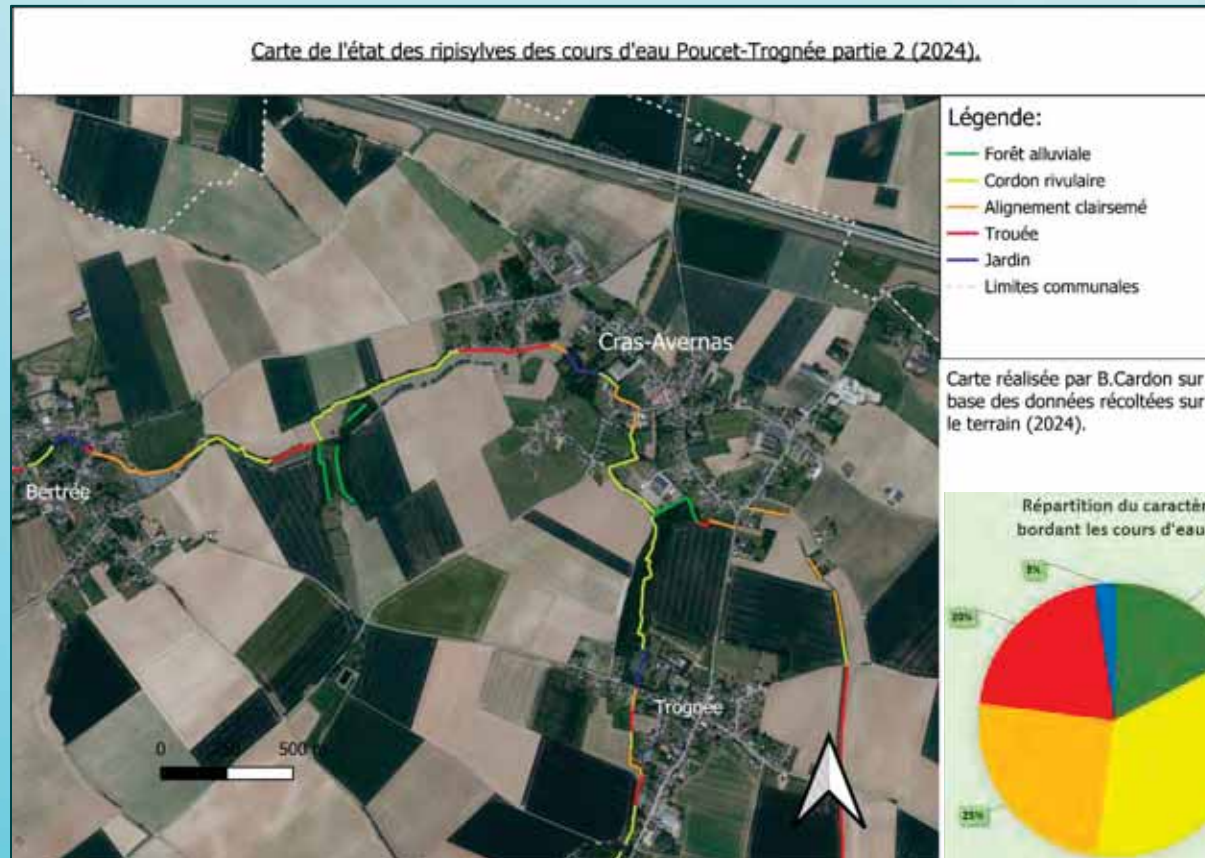 Carte de l'état des ripisylves des cours d'eau Poucet-Trognée partie 2 (2024).
Légende:
Forêt alluviale
Cordon rivulaire
Alignement clairsemé
Trouée
Jardin
Limites communales
Carte réalisée par B.Cardon sur
base des données récoltées sur
le terrain (2024).
Cras-Avernas
Bertrée
Trognée
0 250 500 m
Répartition du caractèr
bordant les cours d'eau
20%
25%